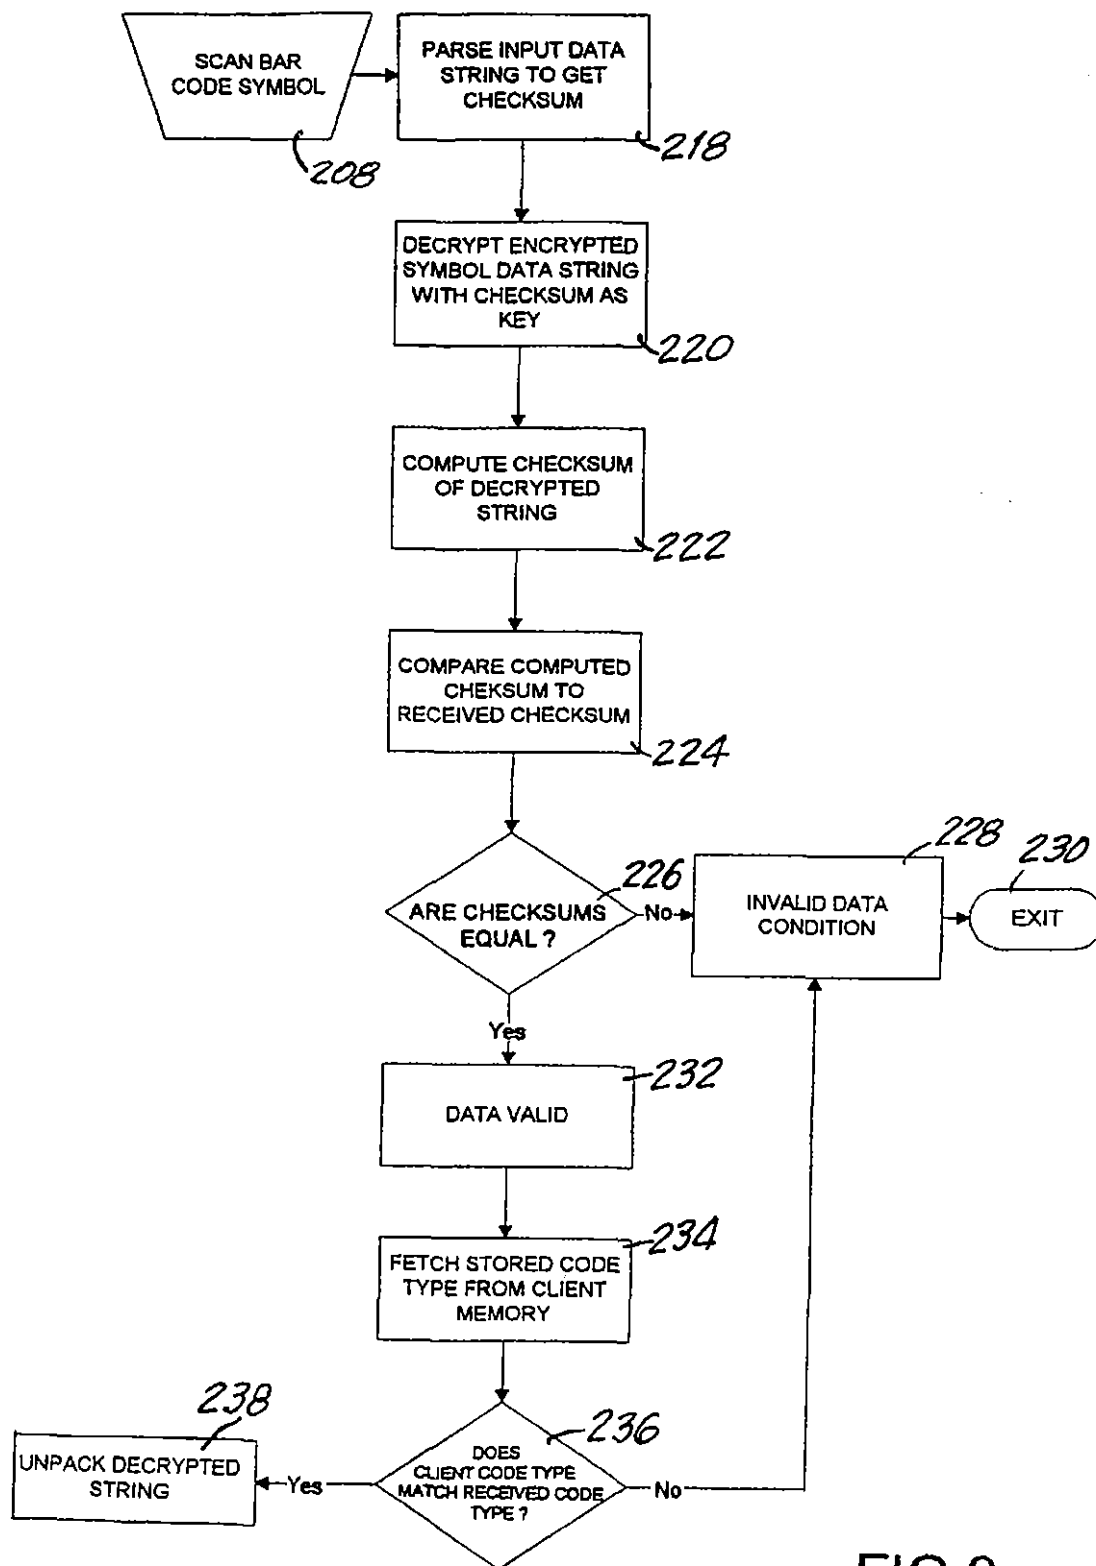 SCAN BAR
CODE SYMBOL
208
PARSE INPUT DATA
STRING TO GET
CHECKSUM
218
DECRYPT ENCRYPTED
SYMBOL DATA STRING
WITH CHECKSUM AS
KEY
220
COMPUTE CHECKSUM
OF DECRYPTED
STRING
222
COMPARE COMPUTED
CHEKSUM TO
RECEIVED CHECKSUM
224
ARE CHECKSUMS
EQUAL ?
226
No
INVALID DATA
CONDITION
228
EXIT
230
Yes
DATA VALID
232
FETCH STORED CODE
TYPE FROM CLIENT
MEMORY
234
DOES
CLIENT CODE TYPE
MATCH RECEIVED CODE
TYPE ?
236
No
Yes
UNPACK DECRYPTED
STRING
238